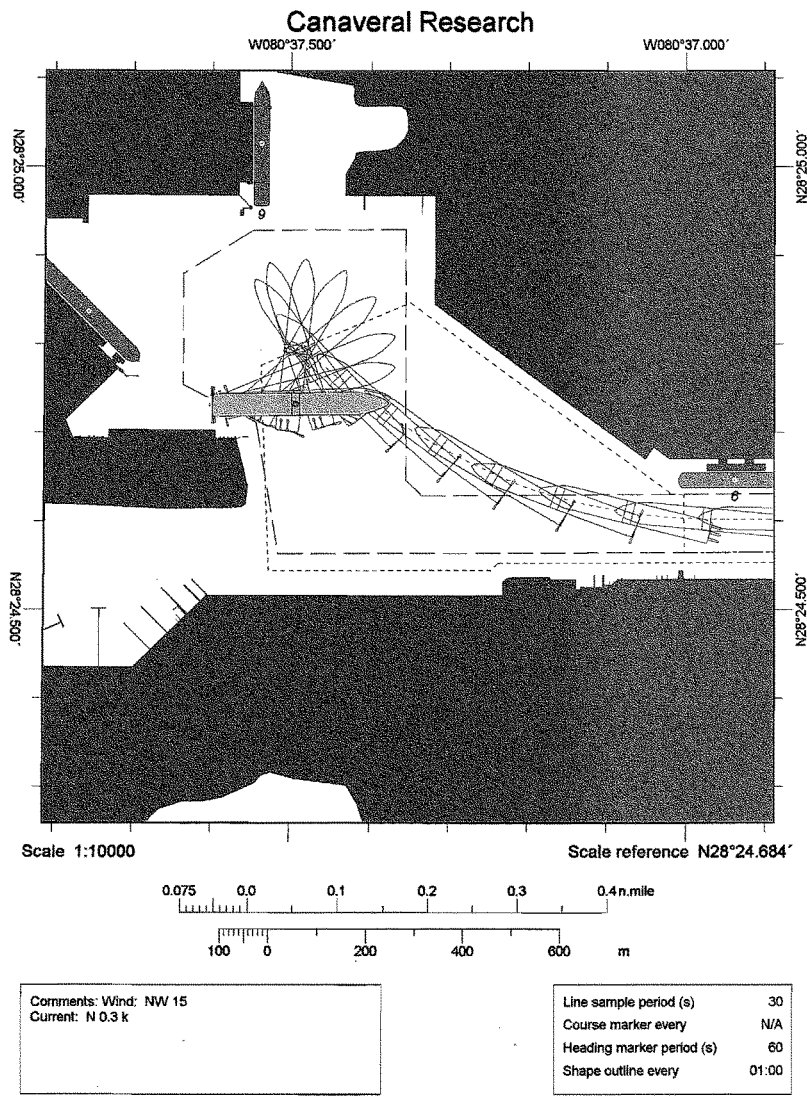 Canaveral Research
W080°37.500′ W080°37.000′
N28°25.000′ N28°25.000′
9
6
N28°24.500′ N28°24.500′
Scale 1:10000 Scale reference N28°24.684′
0.075 0.0 0.1 0.2 0.3 0.4 n.mile
100 0 200 400 600 m
Comments: Wind: NW 15
Current: N 0.3 k
Line sample period (s) 30
Course marker every N/A
Heading marker period (s) 60
Shape outline every 01:00